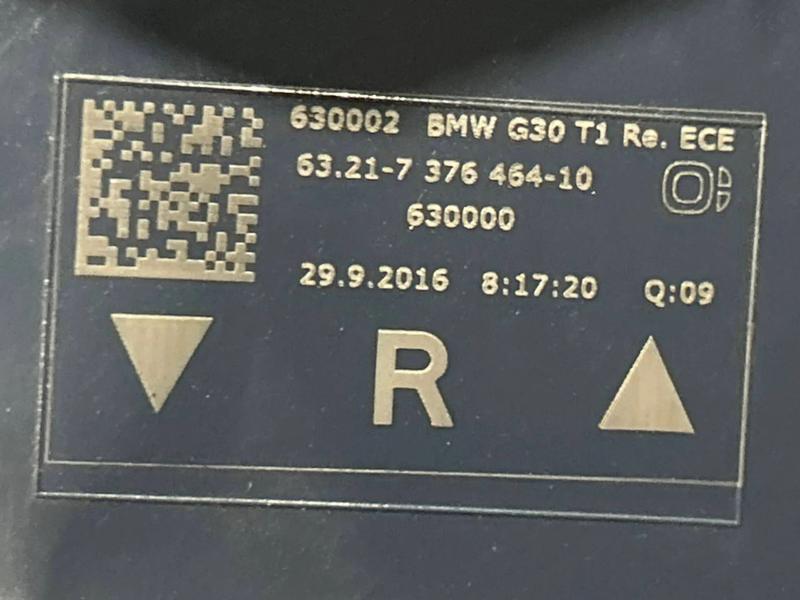 630002 BMW G30 T1 Re. ECE
63.21-7 376 464-10
630000
29.9.2016 8:17:20 Q:09
R